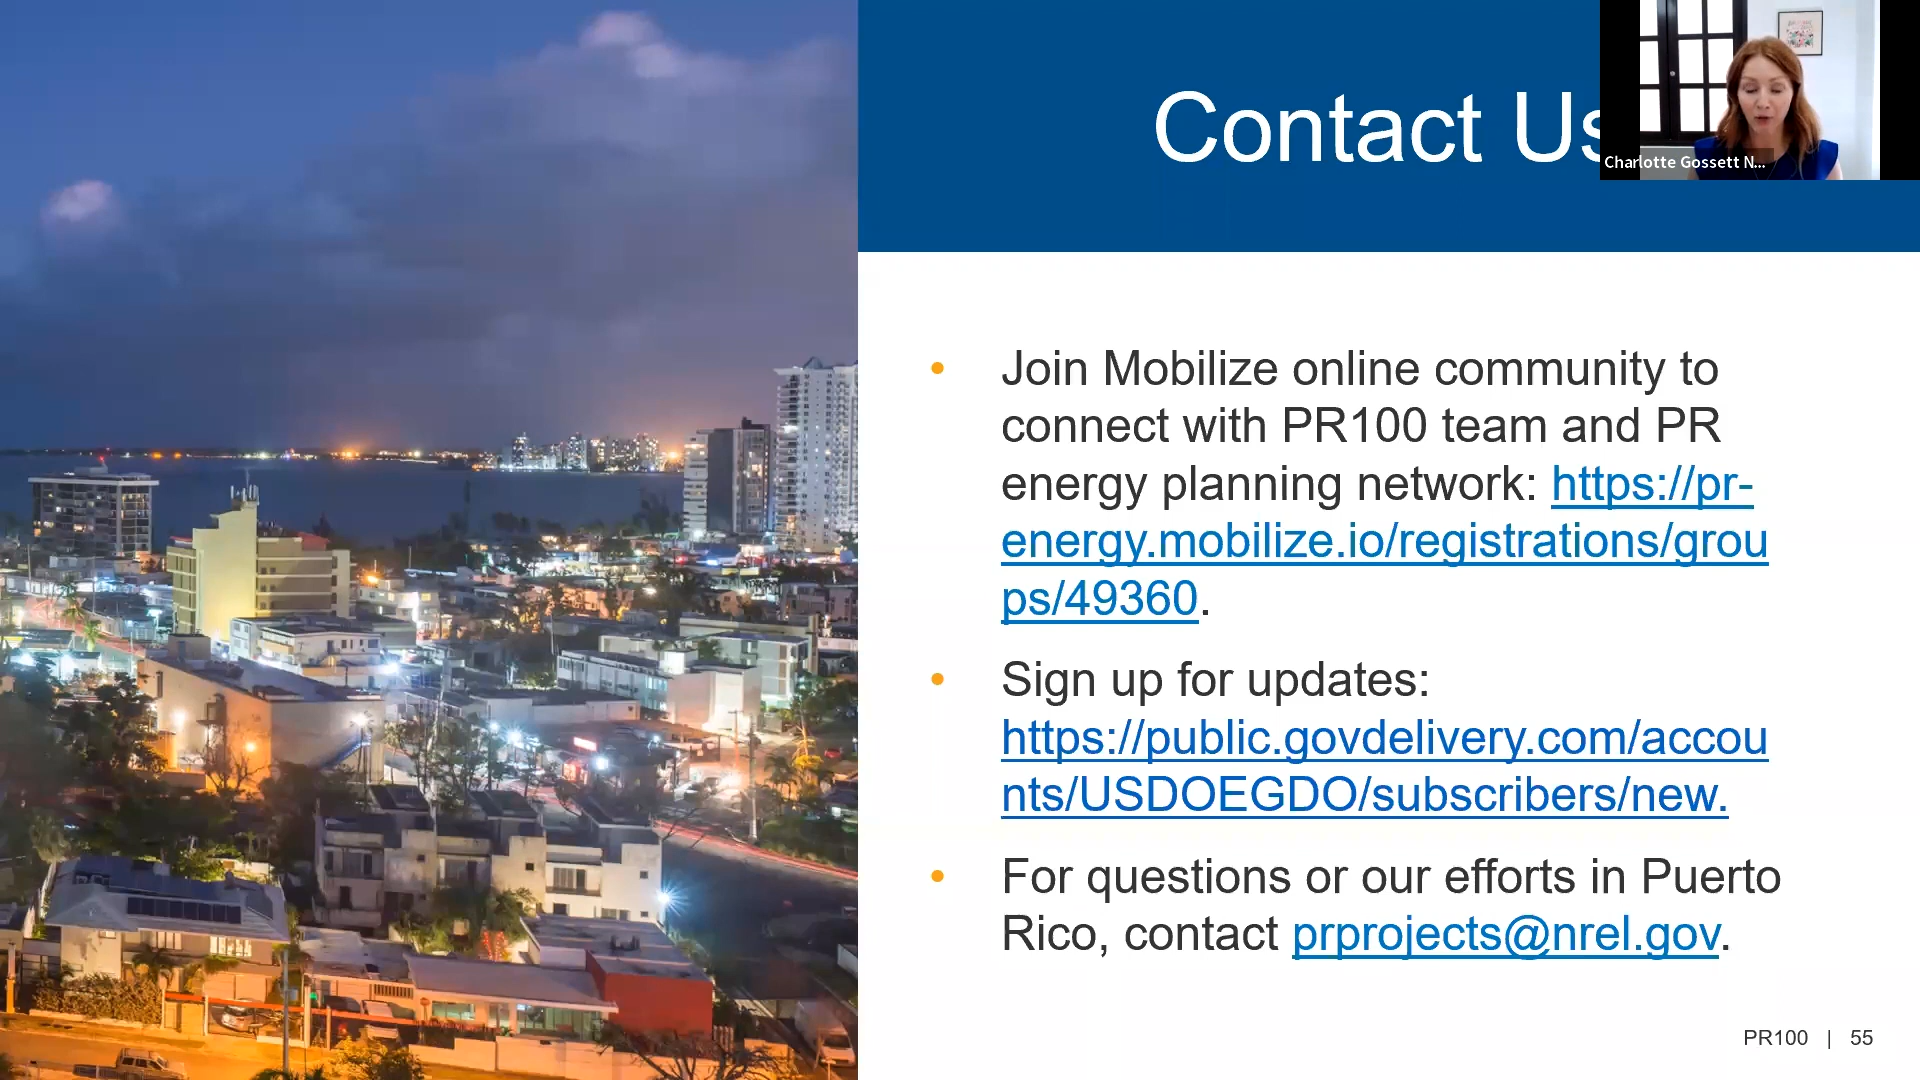 Contact Us
Charlotte Gossett N...
• Join Mobilize online community to
connect with PR100 team and PR
energy planning network: https://pr-
energy.mobilize.io/registrations/grou
ps/49360.
• Sign up for updates:
https://public.govdelivery.com/accou
nts/USDOEGDO/subscribers/new.
• For questions or our efforts in Puerto
Rico, contact prprojects@nrel.gov.
PR100 | 55